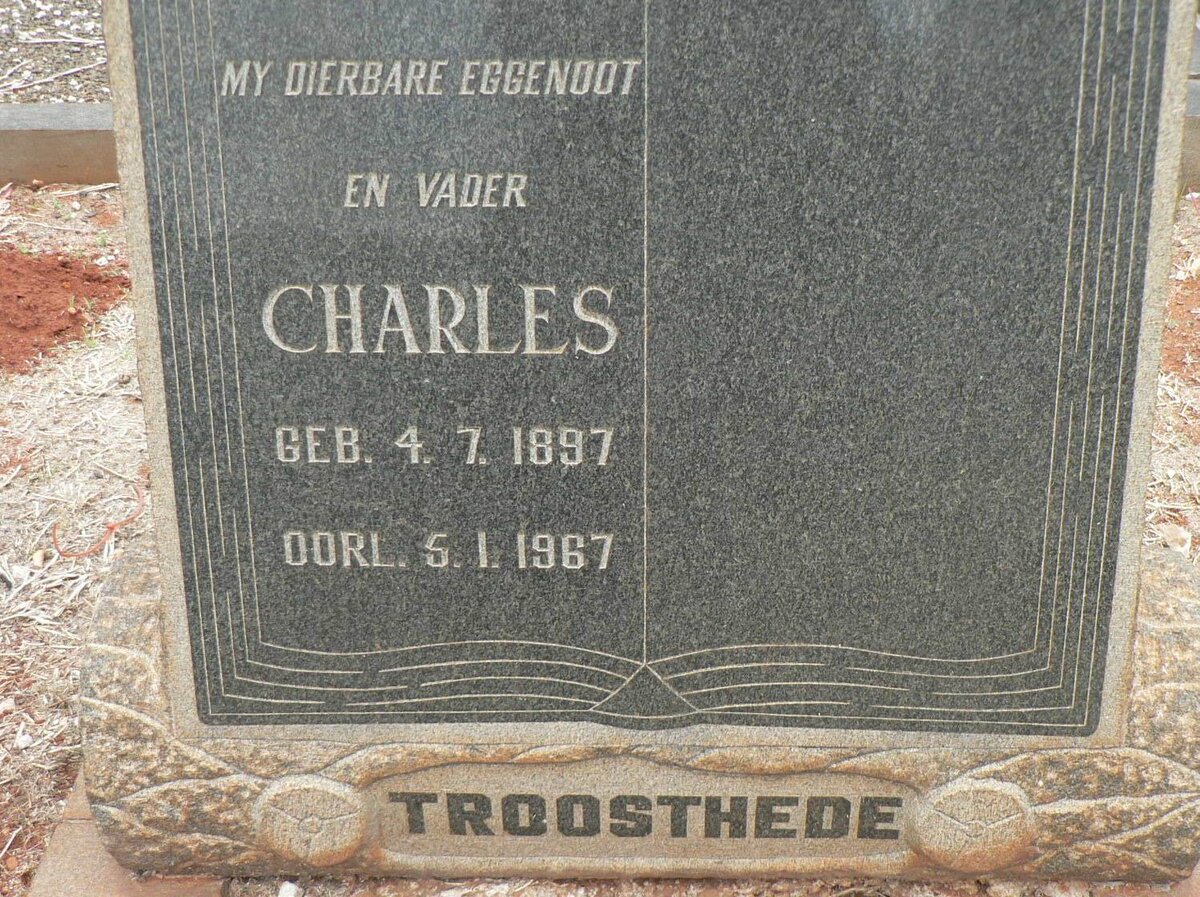 MY DIERBARE EGGENOOT
EN VADER
CHARLES
GEB. 4. 7. 1897
OORL. 5. 1. 1967
TROOSTHEDE